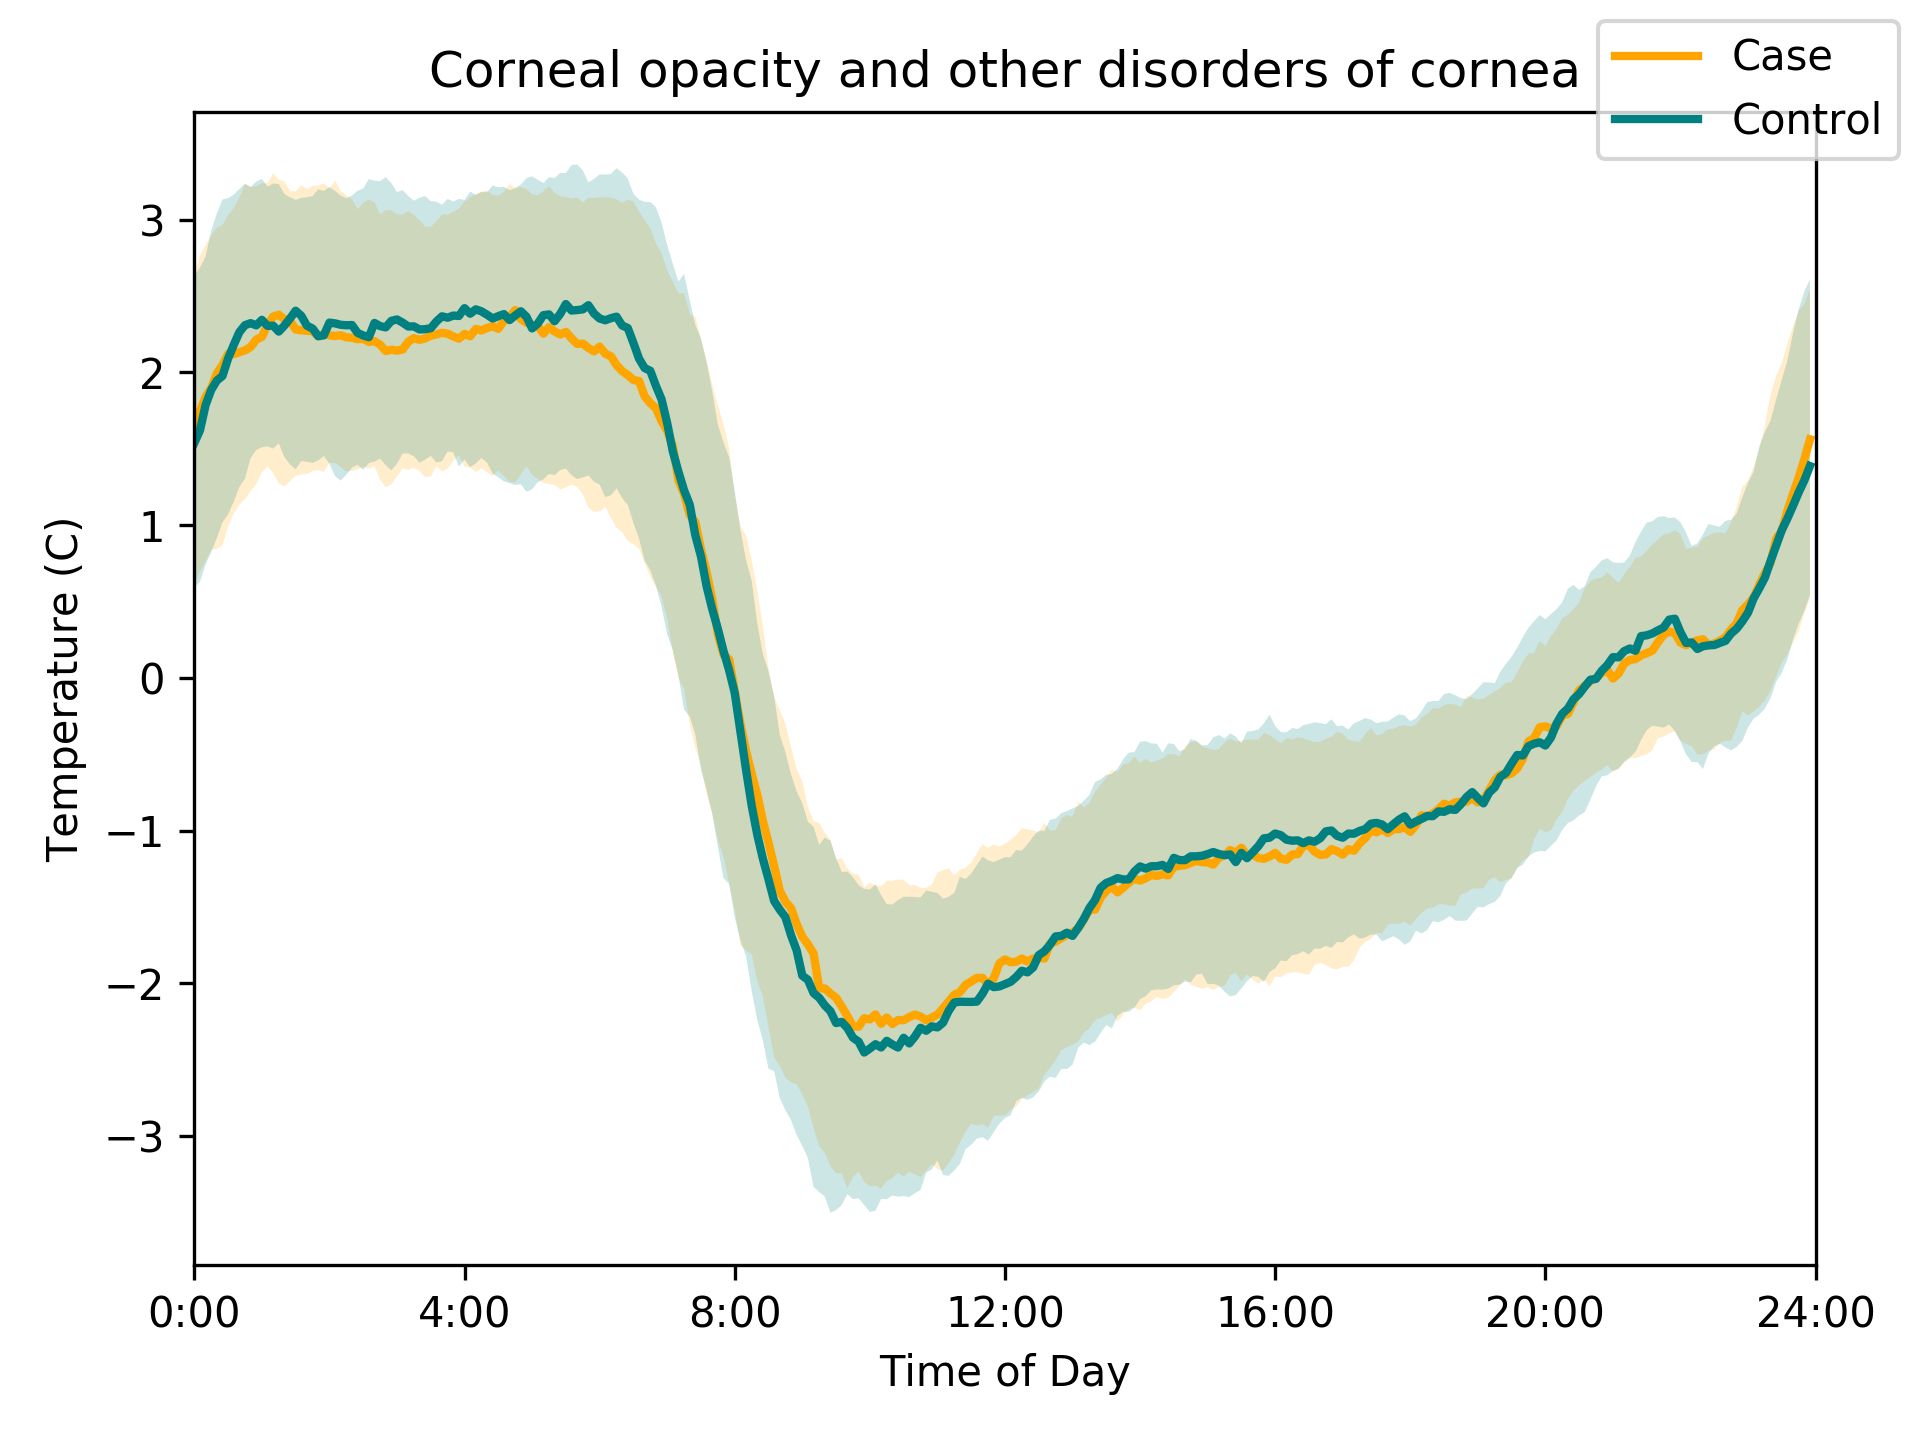 Corneal opacity and other disorders of cornea
Case
Control
Temperature (C)
3
2
1
0
−1
−2
−3
0:00 4:00 8:00 12:00 16:00 20:00 24:00
Time of Day